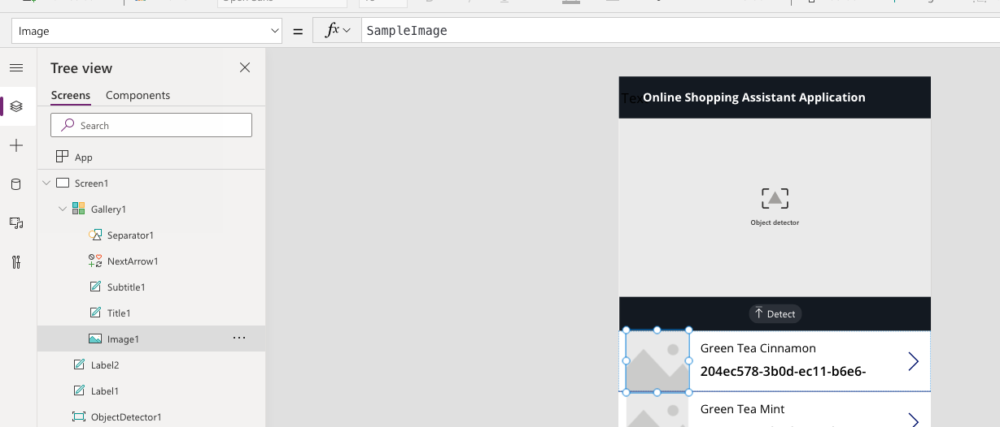 Image
=
fx
SampleImage
Tree view
Screens
Components
Search
App
Screen1
Gallery1
Separator1
NextArrow1
Subtitle1
Title1
Image1
...
Label2
Label1
ObjectDetector1
Online Shopping Assistant Application
Object detector
Detect
Green Tea Cinnamon
204ec578-3b0d-ec11-b6e6-
Green Tea Mint